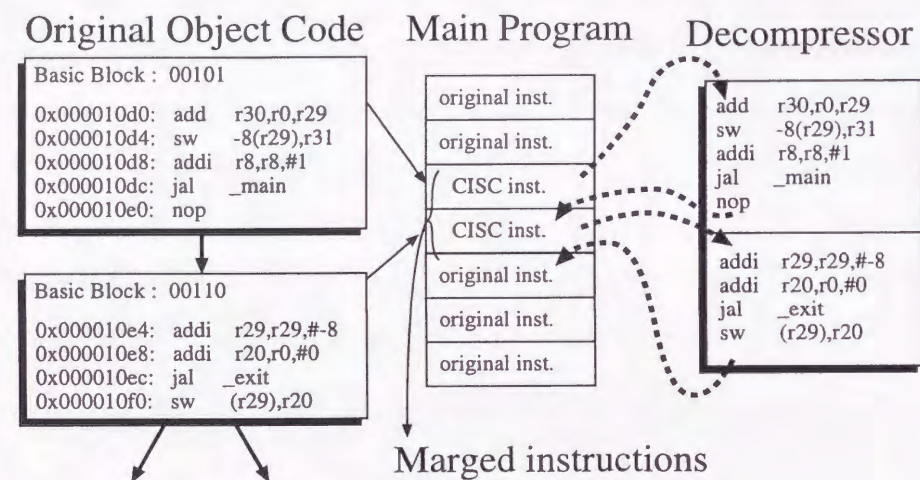 Original Object Code
Basic Block : 00101
0x000010d0: add r30,r0,r29
0x000010d4: sw -8(r29),r31
0x000010d8: addi r8,r8,#1
0x000010dc: jal _main
0x000010e0: nop
Basic Block : 00110
0x000010e4: addi r29,r29,#-8
0x000010e8: addi r20,r0,#0
0x000010ec: jal _exit
0x000010f0: sw (r29),r20
Main Program
original inst.
original inst.
CISC inst.
CISC inst.
original inst.
original inst.
original inst.
Marged instructions
Decompressor
add r30,r0,r29
sw -8(r29),r31
addi r8,r8,#1
jal _main
nop
addi r29,r29,#-8
addi r20,r0,#0
jal _exit
sw (r29),r20